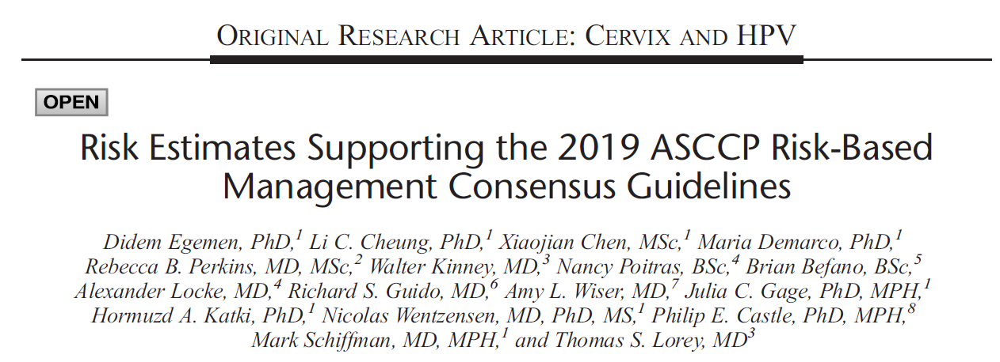 ORIGINAL RESEARCH ARTICLE: CERVIX AND HPV
OPEN
Risk Estimates Supporting the 2019 ASCCP Risk-Based
Management Consensus Guidelines
Didem Egemen, PhD,1 Li C. Cheung, PhD,1 Xiaojian Chen, MSc,1 Maria Demarco, PhD,1
Rebecca B. Perkins, MD, MSc,2 Walter Kinney, MD,3 Nancy Poitras, BSc,4 Brian Befano, BSc,5
Alexander Locke, MD,4 Richard S. Guido, MD,6 Amy L. Wiser, MD,7 Julia C. Gage, PhD, MPH,1
Hormuzd A. Katki, PhD,1 Nicolas Wentzensen, MD, PhD, MS,1 Philip E. Castle, PhD, MPH,8
Mark Schiffman, MD, MPH,1 and Thomas S. Lorey, MD3